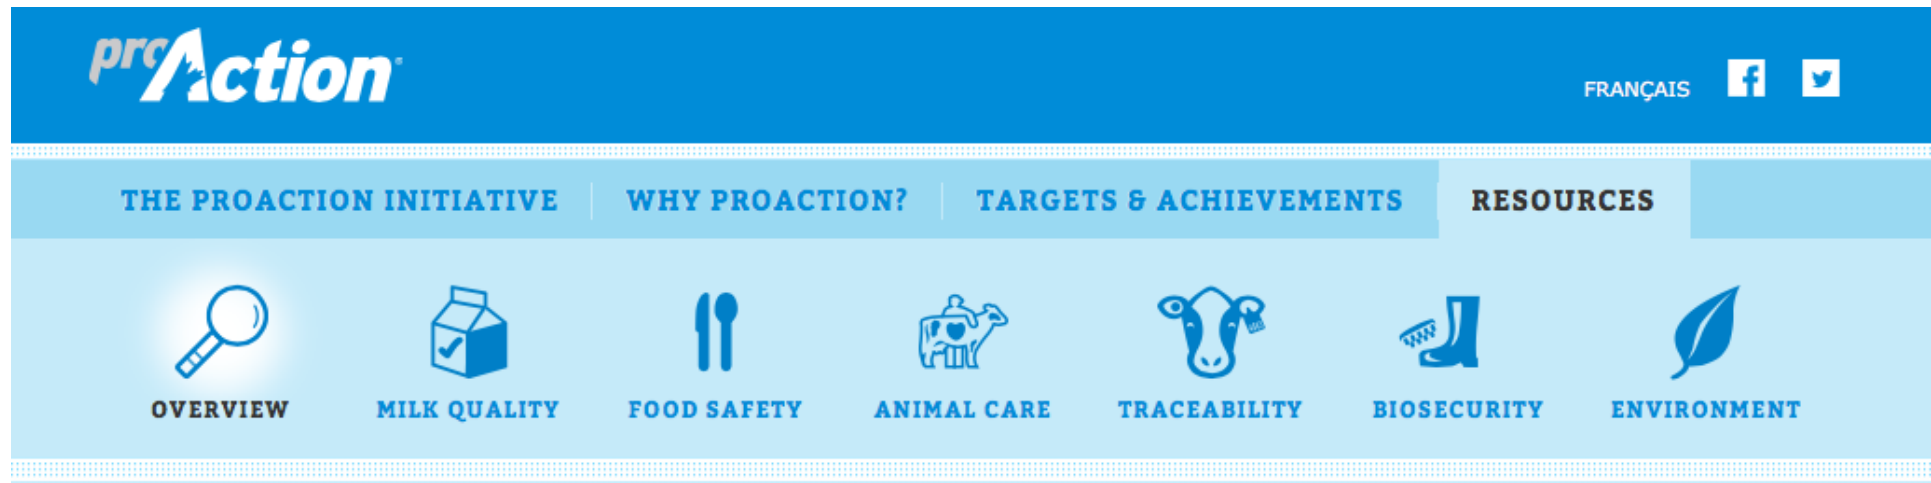 proAction
FRANÇAIS
THE PROACTION INITIATIVE WHY PROACTION? TARGETS & ACHIEVEMENTS RESOURCES
OVERVIEW MILK QUALITY FOOD SAFETY ANIMAL CARE TRACEABILITY BIOSECURITY ENVIRONMENT